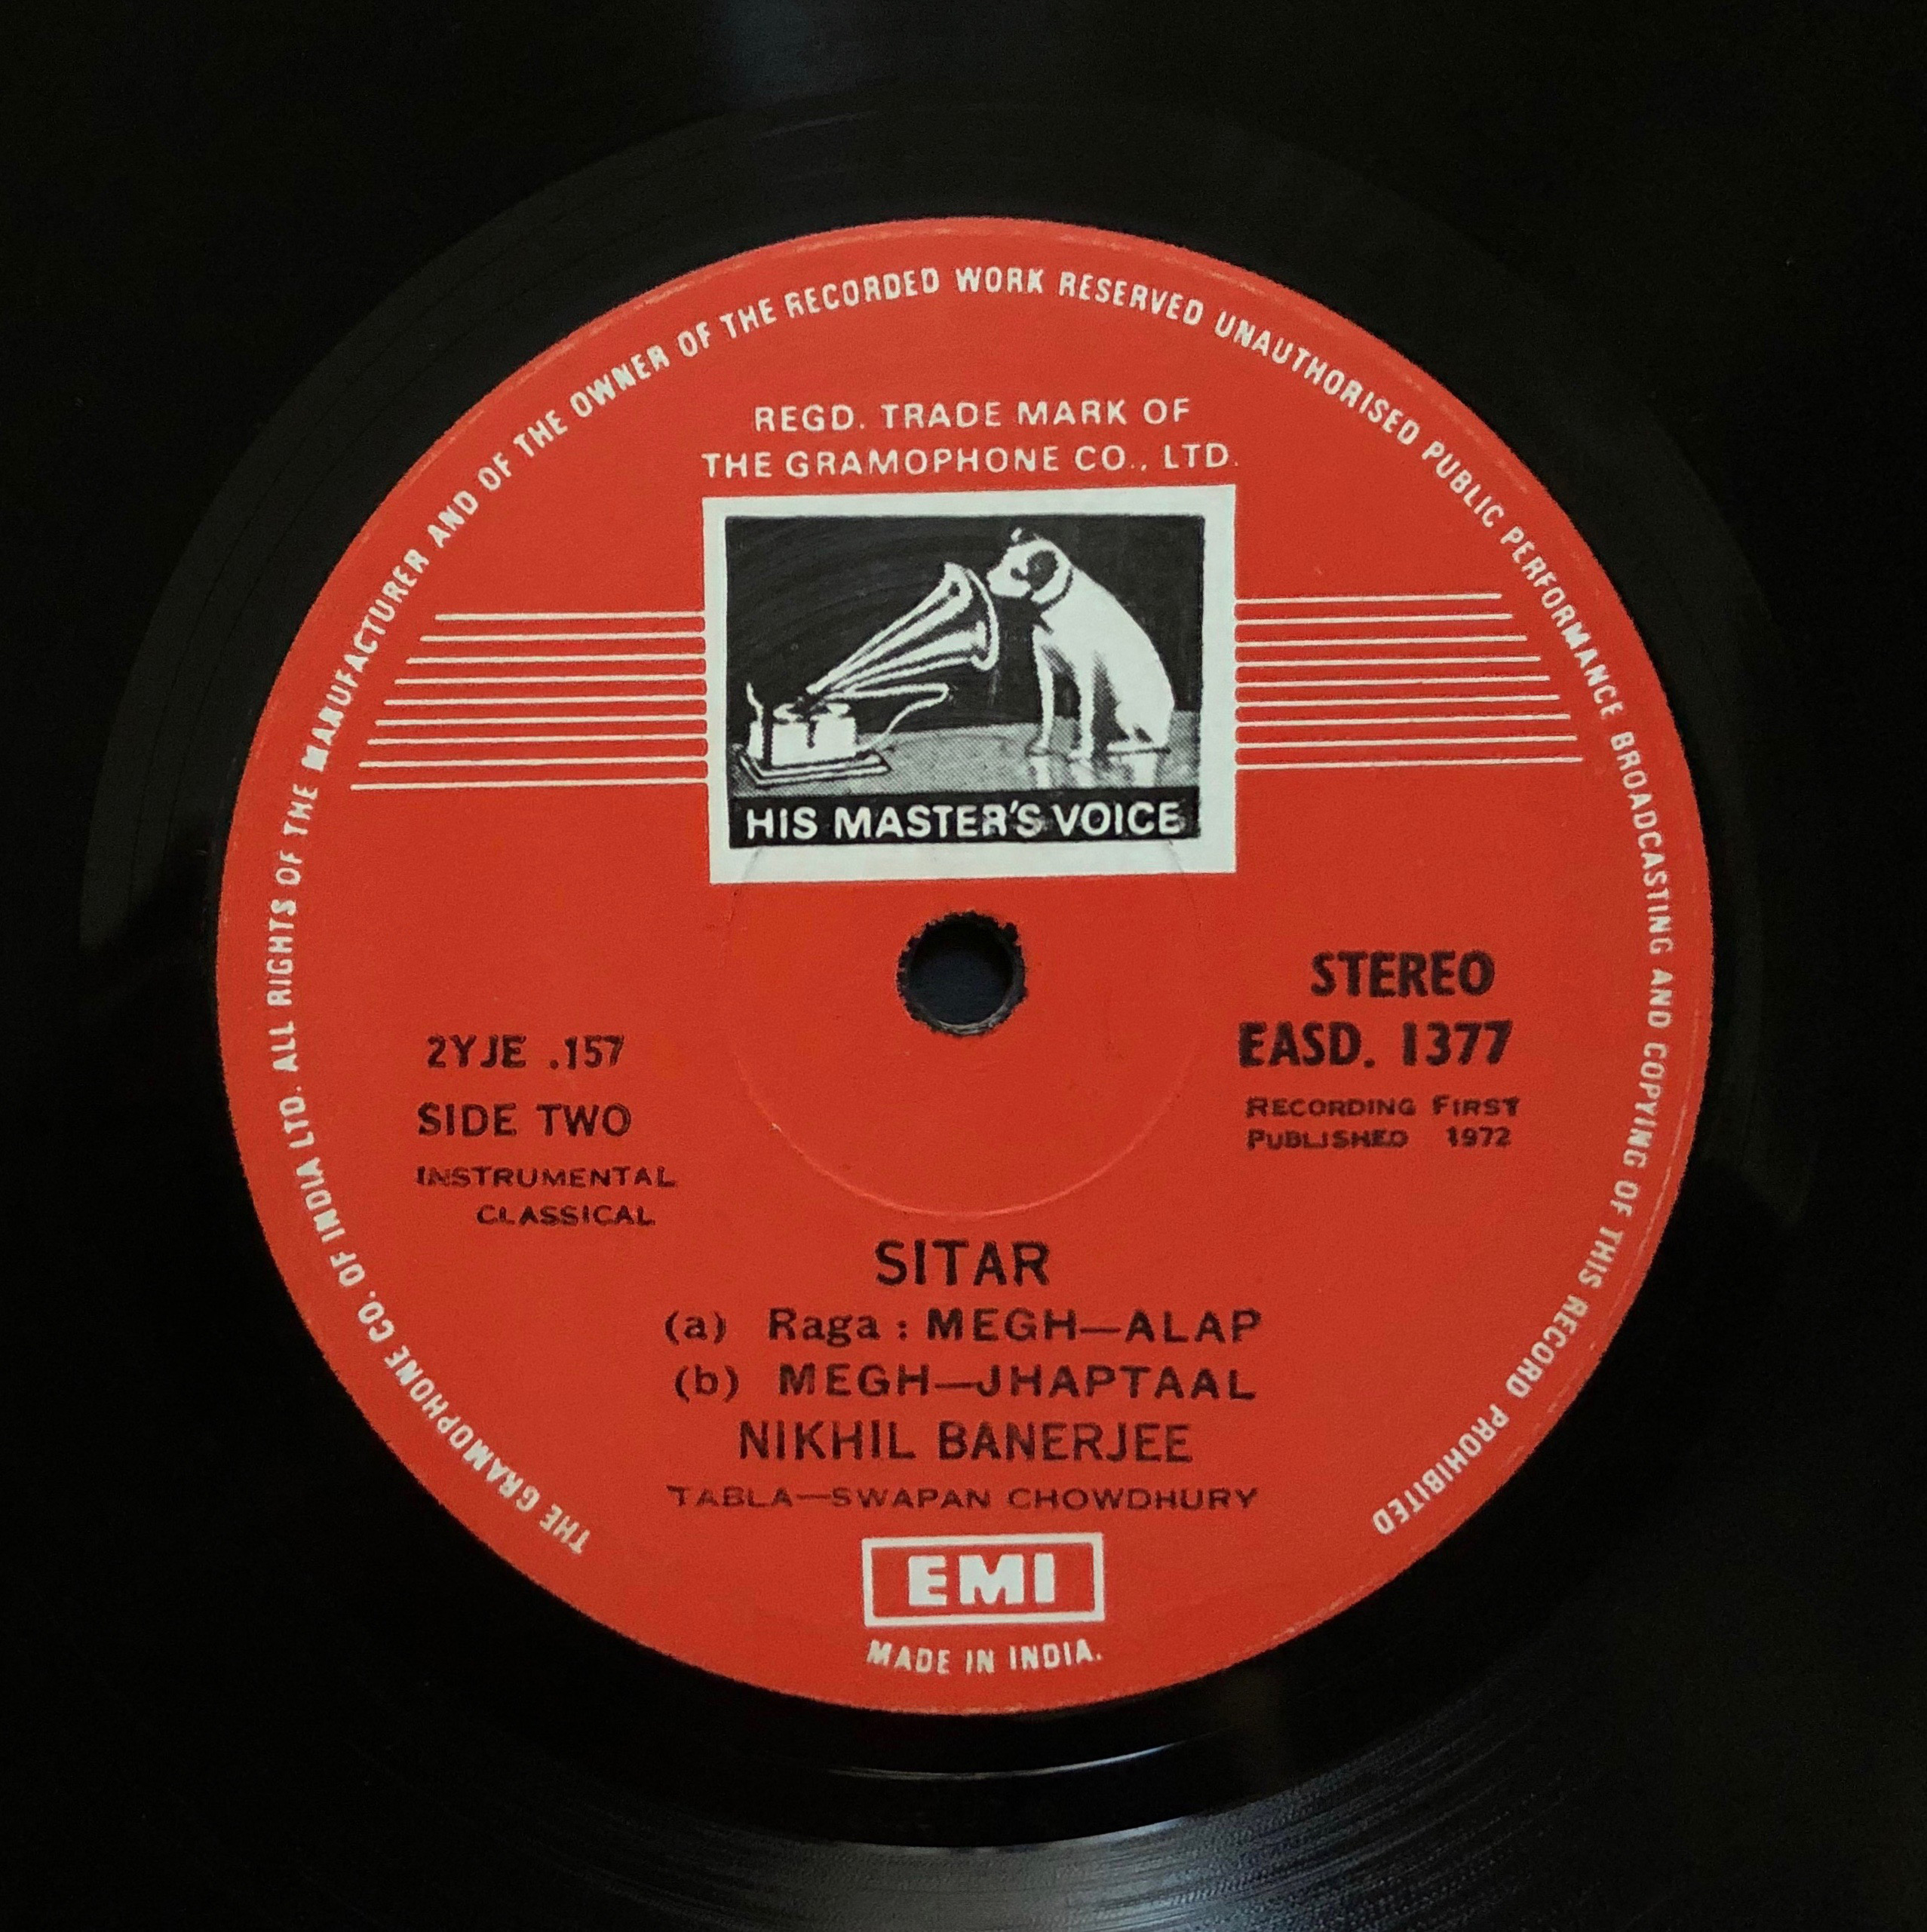 THE GRAMOPHONE CO. OF INDIA LTD. ALL RIGHTS OF THE MANUFACTURER AND OF THE OWNER OF THE RECORDED WORK RESERVED UNAUTHORISED PUBLIC PERFORMANCE BROADCASTING AND COPYING OF THIS RECORD PROHIBITED
REGD. TRADE MARK OF
THE GRAMOPHONE CO., LTD.
HIS MASTER'S VOICE
STEREO
EASD. 1377
RECORDING FIRST
PUBLISHED 1972
2YJE .157
SIDE TWO
INSTRUMENTAL
CLASSICAL
SITAR
(a) Raga : MEGH—ALAP
(b) MEGH—JHAPTAAL
NIKHIL BANERJEE
TABLA—SWAPAN CHOWDHURY
EMI
MADE IN INDIA.